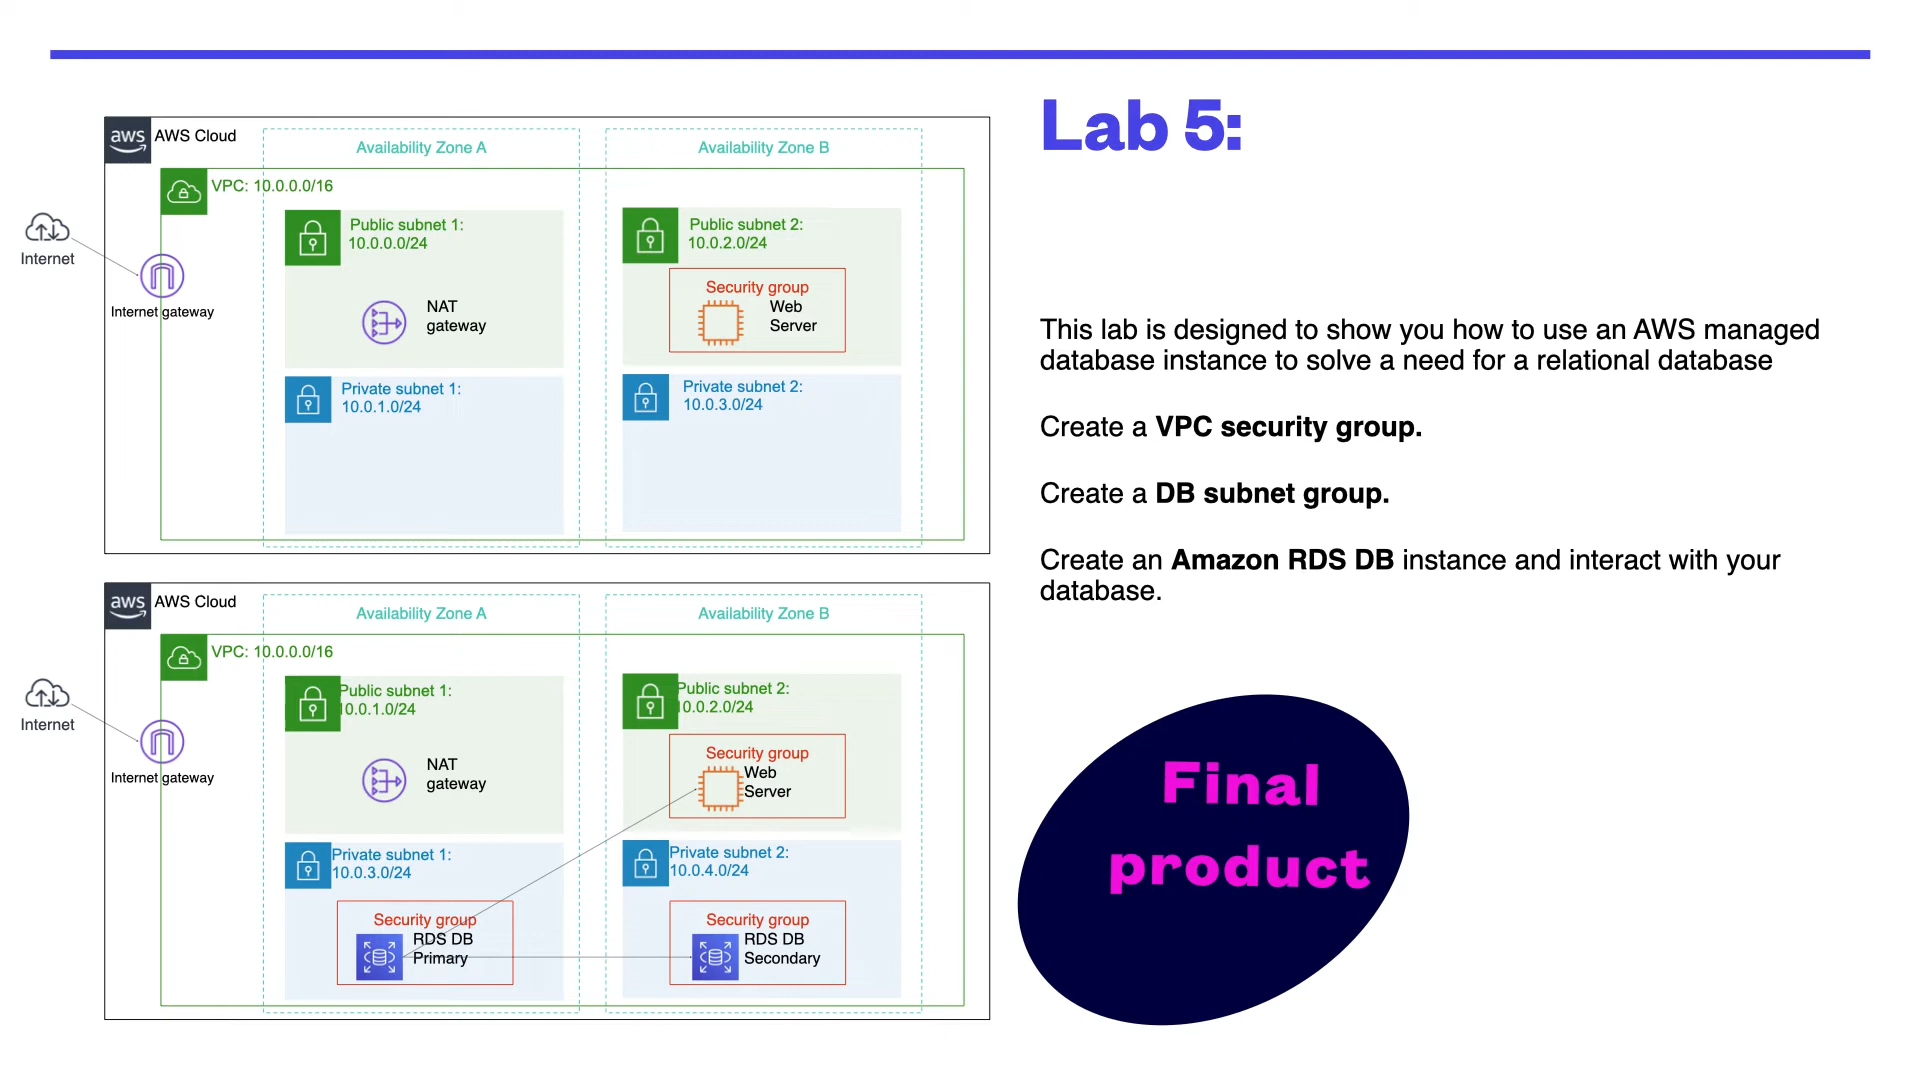 aws
AWS Cloud
Availability Zone A
Availability Zone B
VPC: 10.0.0.0/16
Internet
Internet gateway
Public subnet 1:
10.0.0.0/24
NAT
gateway
Public subnet 2:
10.0.2.0/24
Security group
Web
Server
Private subnet 1:
10.0.1.0/24
Private subnet 2:
10.0.3.0/24
aws
AWS Cloud
Availability Zone A
Availability Zone B
VPC: 10.0.0.0/16
Internet
Internet gateway
Public subnet 1:
10.0.1.0/24
NAT
gateway
Public subnet 2:
10.0.2.0/24
Security group
Web
Server
Private subnet 1:
10.0.3.0/24
Security group
RDS DB
Primary
Private subnet 2:
10.0.4.0/24
Security group
RDS DB
Secondary
Lab 5:
This lab is designed to show you how to use an AWS managed
database instance to solve a need for a relational database
Create a VPC security group.
Create a DB subnet group.
Create an Amazon RDS DB instance and interact with your
database.
Final
product